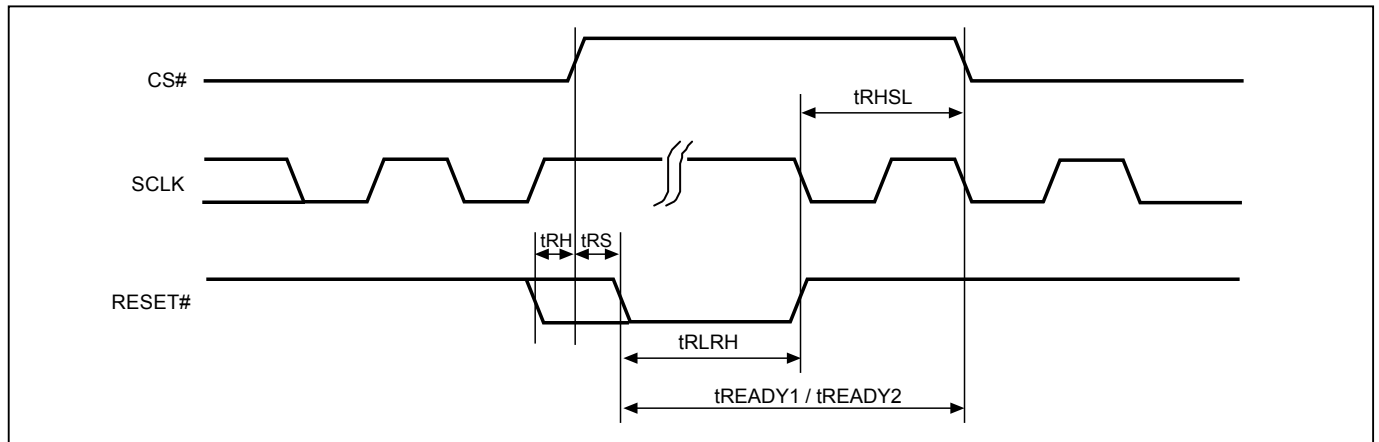 CS#
tRHSL
SCLK
tRH tRS
RESET#
tRLRH
tREADY1 / tREADY2